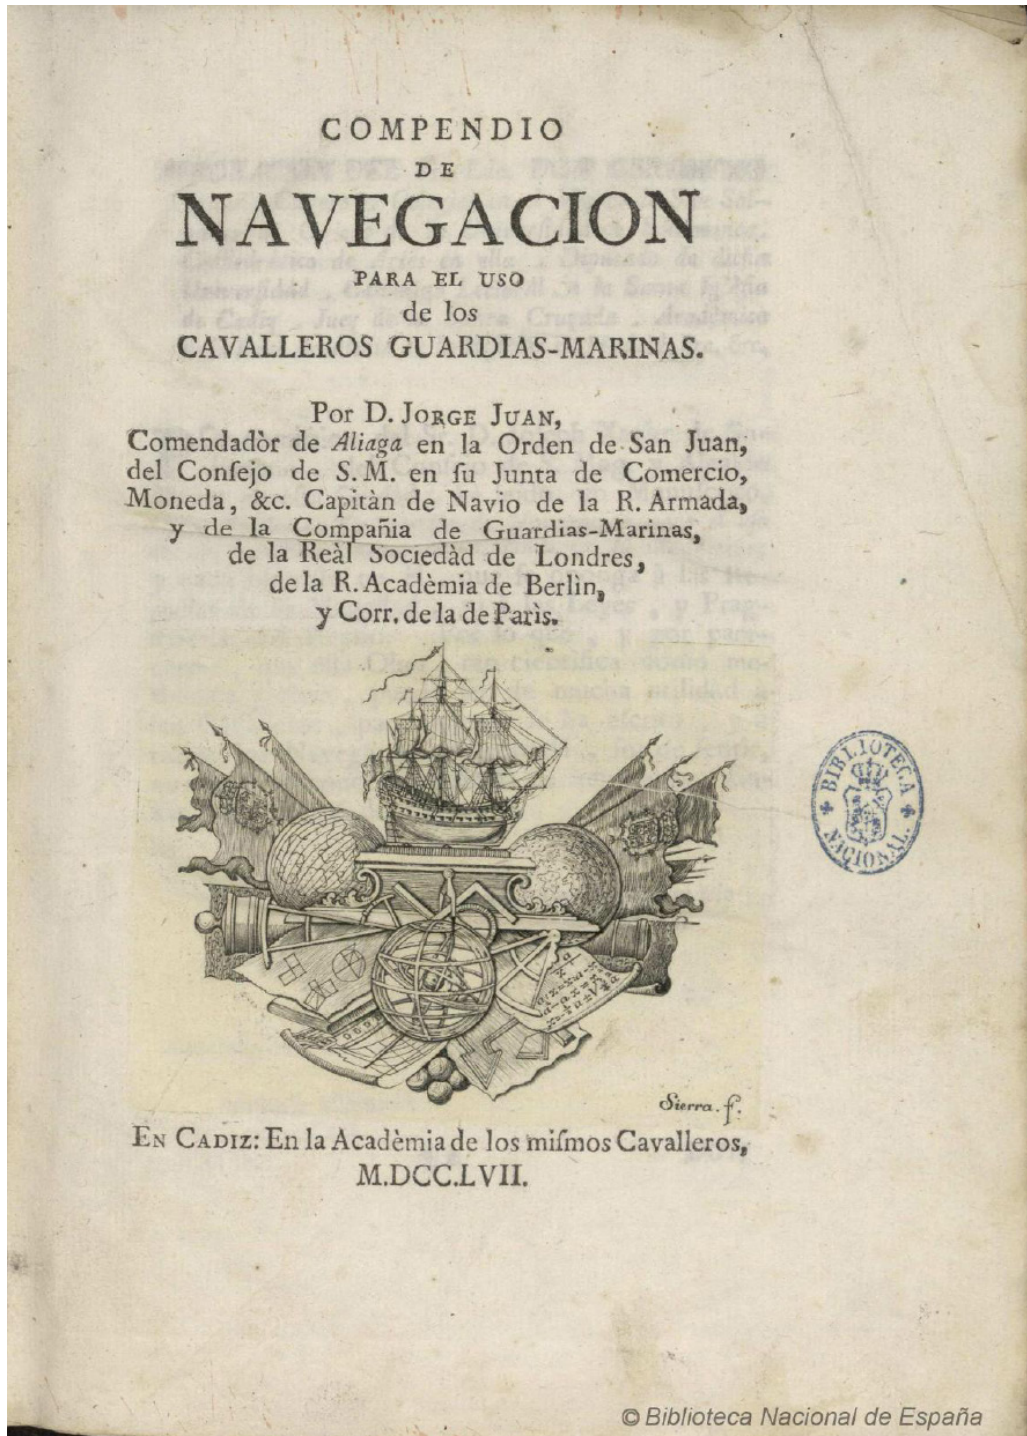 COMPENDIO
DE
NAVEGACION
PARA EL USO
de los
CAVALLEROS GUARDIAS-MARINAS.
Por D. JORGE JUAN,
Comendadòr de Aliaga en la Orden de San Juan,
del Conſejo de S. M. en ſu Junta de Comercio,
Moneda, &c. Capitàn de Navio de la R. Armada,
y de la Compañia de Guardias-Marinas,
de la Reàl Sociedàd de Londres,
de la R. Acadèmia de Berlìn,
y Corr. de la de Parìs.
BIBLIOTECA
NACIONAL.
Sierra. f.
EN CADIZ: En la Acadèmia de los miſmos Cavalleros,
M.DCC.LVII.
© Biblioteca Nacional de España